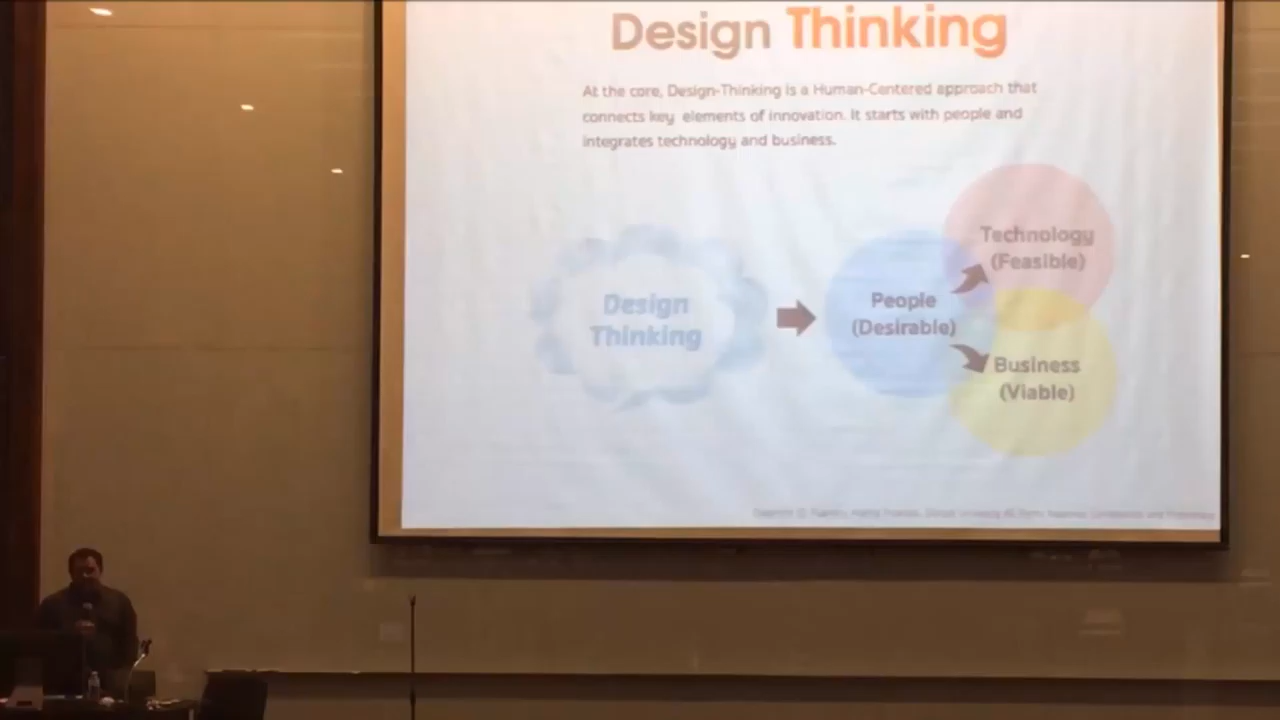 Design Thinking
At the core, Design-Thinking is a Human-Centered approach that
connects key elements of innovation. It starts with people and
integrates technology and business.
Design
Thinking
People
(Desirable)
Technology
(Feasible)
Business
(Viable)